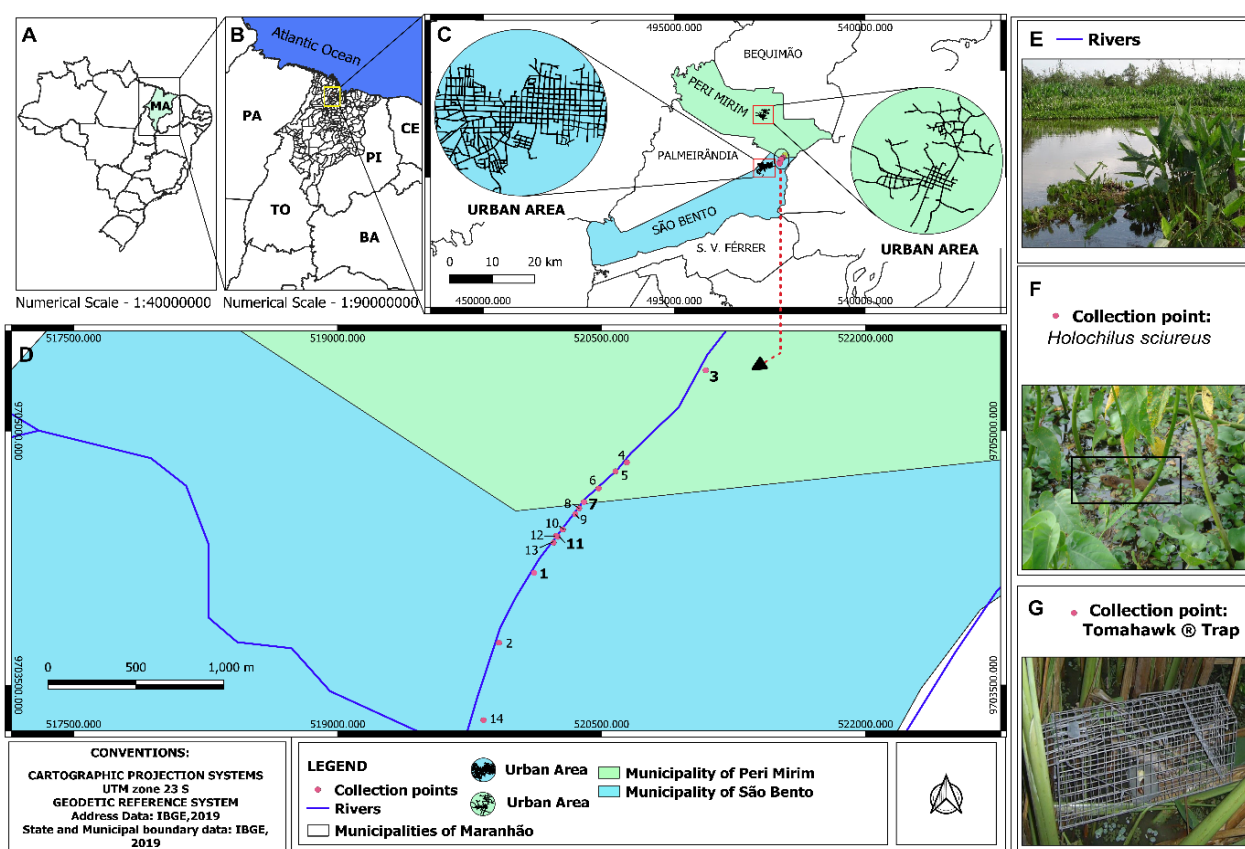 A
MA
Numerical Scale - 1:40000000
B
Atlantic Ocean
PA
CE
PI
TO
BA
Numerical Scale - 1:90000000
C
495000.000
540000.000
BEQUIMÃO
PERI MIRIM
PALMEIRÂNDIA
URBAN AREA
SÃO BENTO
URBAN AREA
S. V. FÉRRER
0 10 20 km
450000.000
495000.000
540000.000
D
517500.000
519000.000
520500.000
522000.000
9705000.000
9705000.000
3
4
5
6
7
8
9
10
11
12
13
1
2
14
0 500 1,000 m
9703500.000
9703500.000
517500.000
519000.000
520500.000
522000.000
E
Rivers
F
Collection point:
Holochilus sciureus
G
Collection point:
Tomahawk ® Trap
CONVENTIONS:
CARTOGRAPHIC PROJECTION SYSTEMS
UTM zone 23 S
GEODETIC REFERENCE SYSTEM
Address Data: IBGE,2019
State and Municipal boundary data: IBGE,
2019
LEGEND
Collection points
Rivers
Municipalities of Maranhão
Urban Area
Urban Area
Municipality of Peri Mirim
Municipality of São Bento